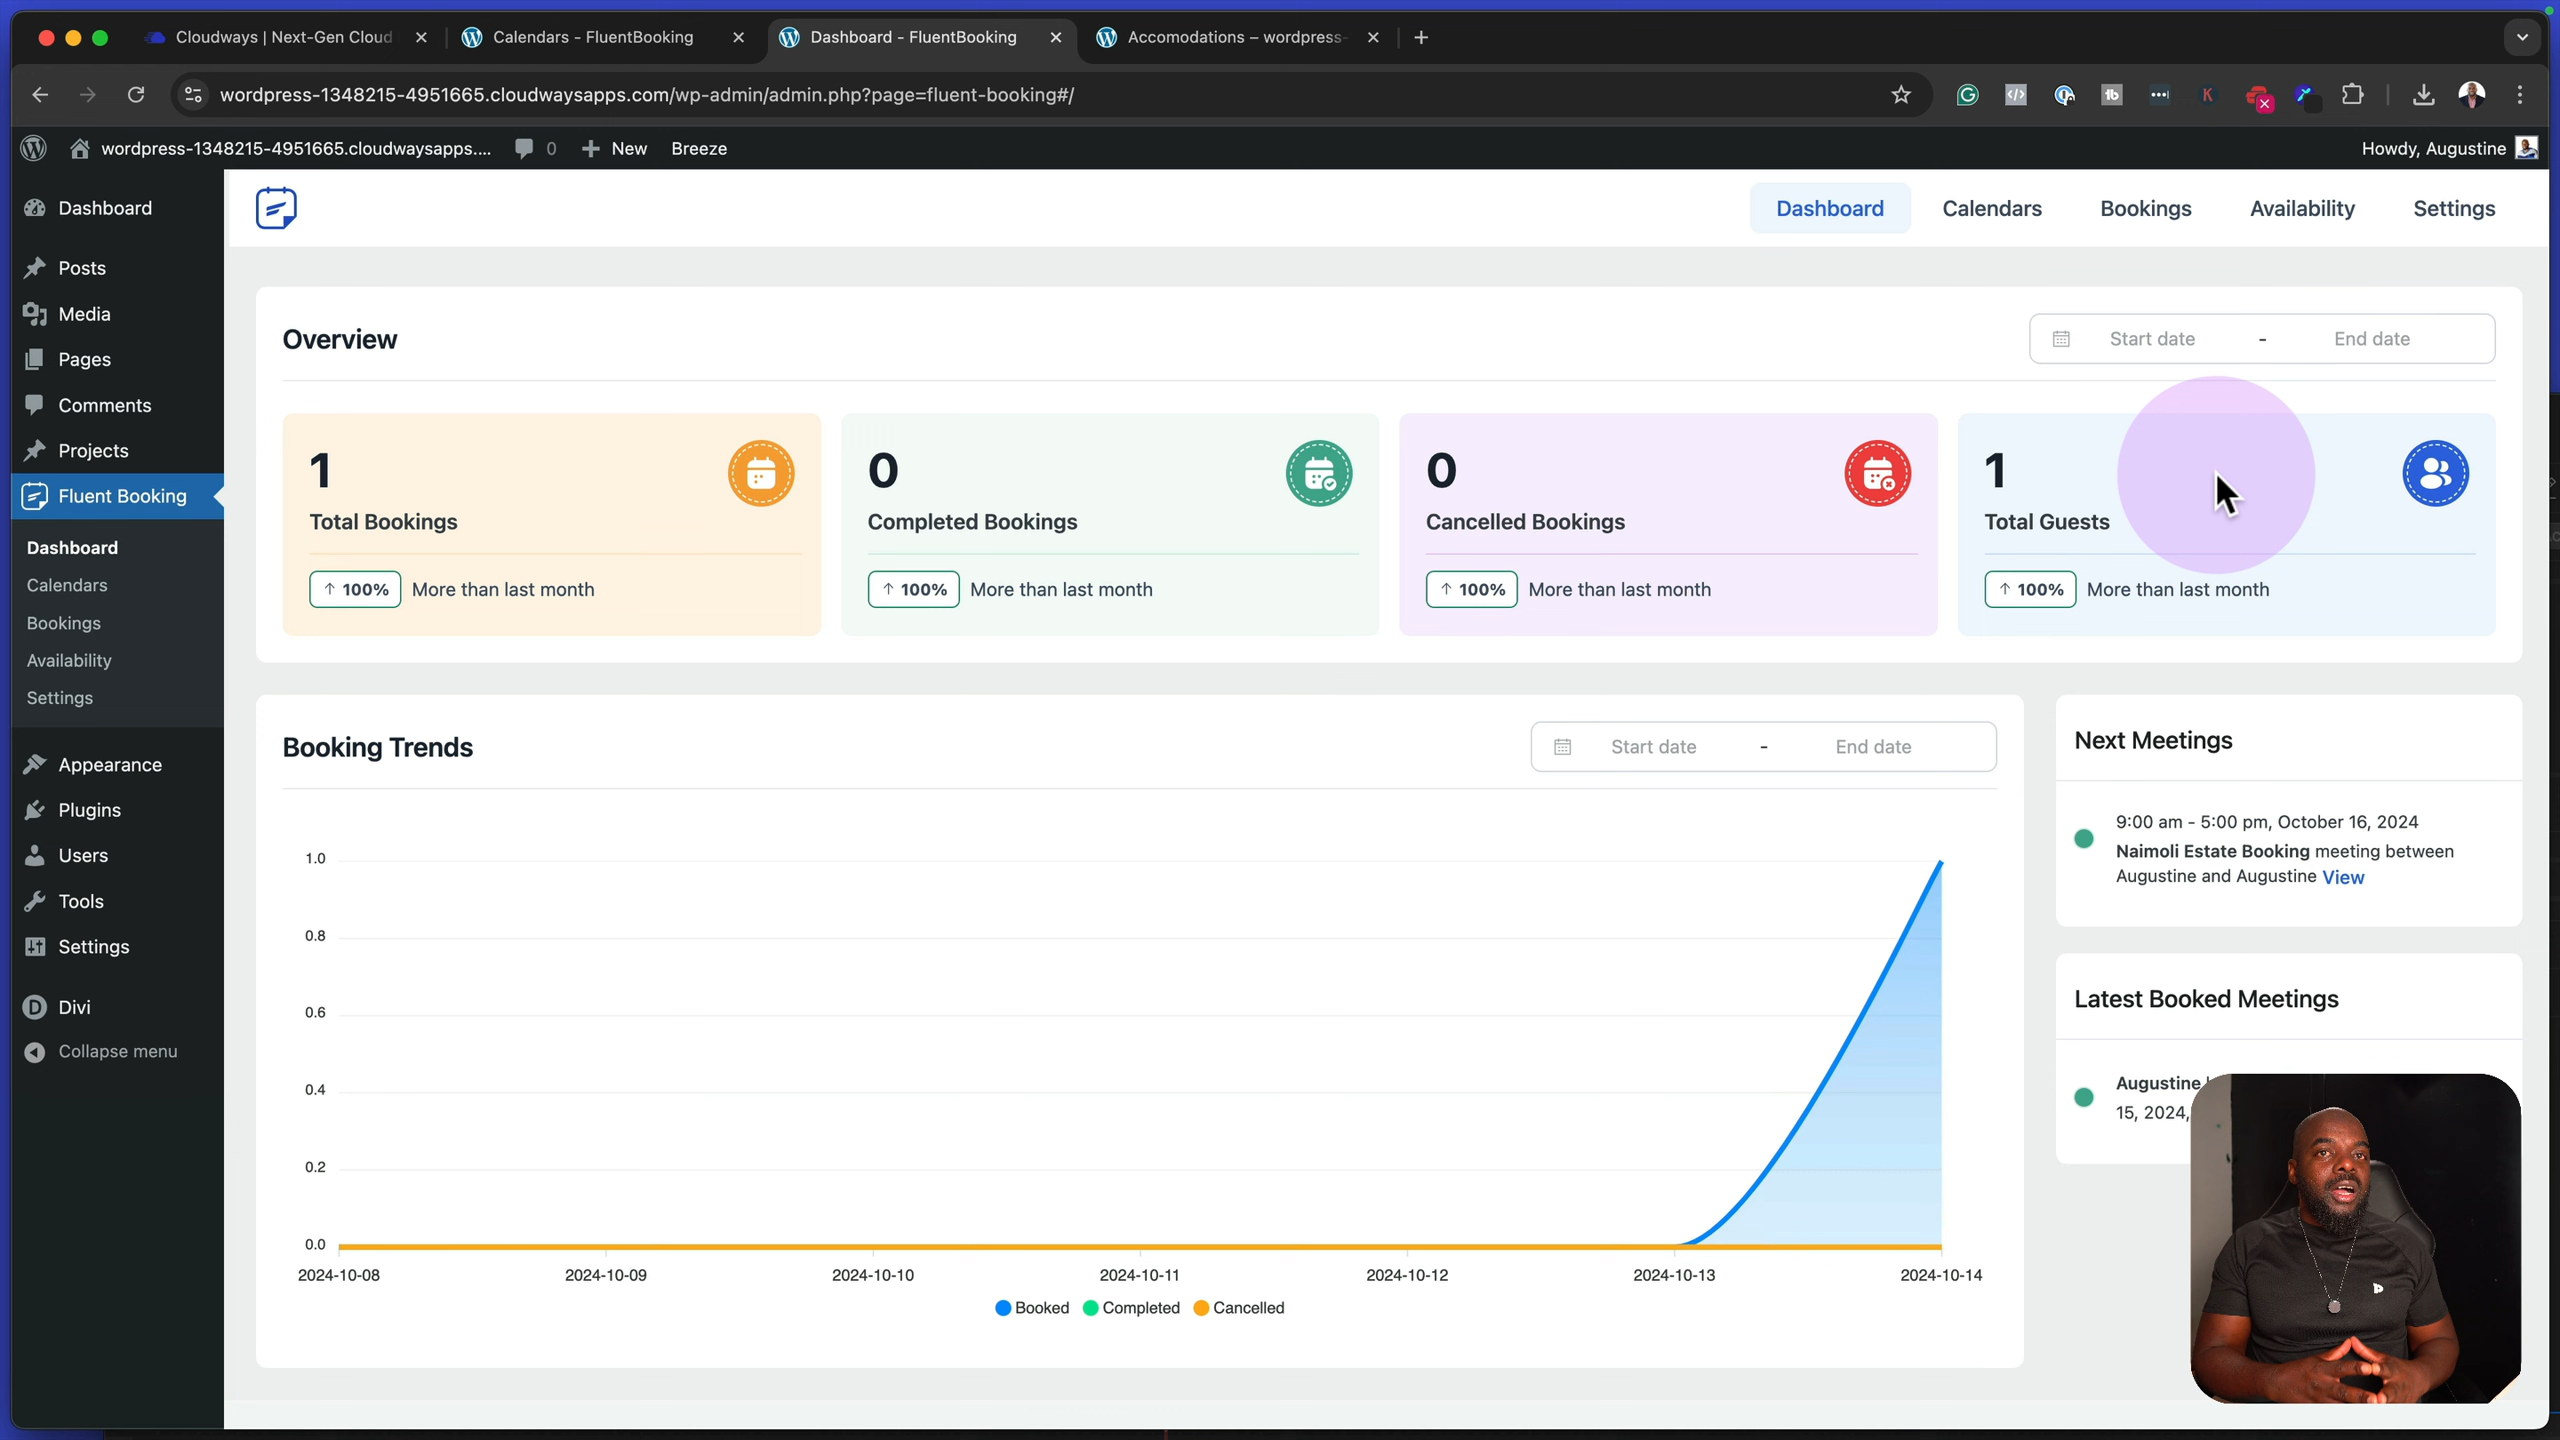 Cloudways | Next-Gen Cloud
Calendars - FluentBooking
Dashboard - FluentBooking
Accomodations – wordpress-
wordpress-1348215-4951665.cloudwaysapps.com/wp-admin/admin.php?page=fluent-booking#/
wordpress-1348215-4951665.cloudwaysapps.... 0 New Breeze Howdy, Augustine
Dashboard
Posts
Media
Pages
Comments
Projects
Fluent Booking
Dashboard
Calendars
Bookings
Availability
Settings
Appearance
Plugins
Users
Tools
Settings
Divi
Collapse menu
Dashboard Calendars Bookings Availability Settings
Overview Start date - End date
1
Total Bookings
↑ 100% More than last month
0
Completed Bookings
↑ 100% More than last month
0
Cancelled Bookings
↑ 100% More than last month
1
Total Guests
↑ 100% More than last month
Booking Trends Start date - End date
1.0
0.8
0.6
0.4
0.2
0.0
2024-10-08 2024-10-09 2024-10-10 2024-10-11 2024-10-12 2024-10-13 2024-10-14
Booked Completed Cancelled
Next Meetings
9:00 am - 5:00 pm, October 16, 2024
Naimoli Estate Booking meeting between
Augustine and Augustine View
Latest Booked Meetings
Augustine
15, 2024,